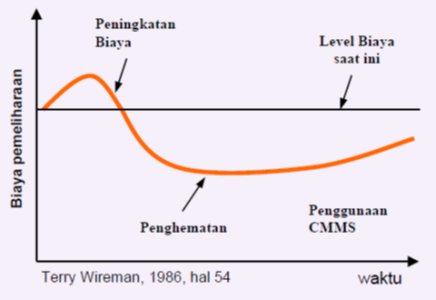 Peningkatan
Biaya
Level Biaya
saat ini
Biaya pemeliharaan
Penghematan
Penggunaan
CMMS
Terry Wireman, 1986, hal 54
waktu